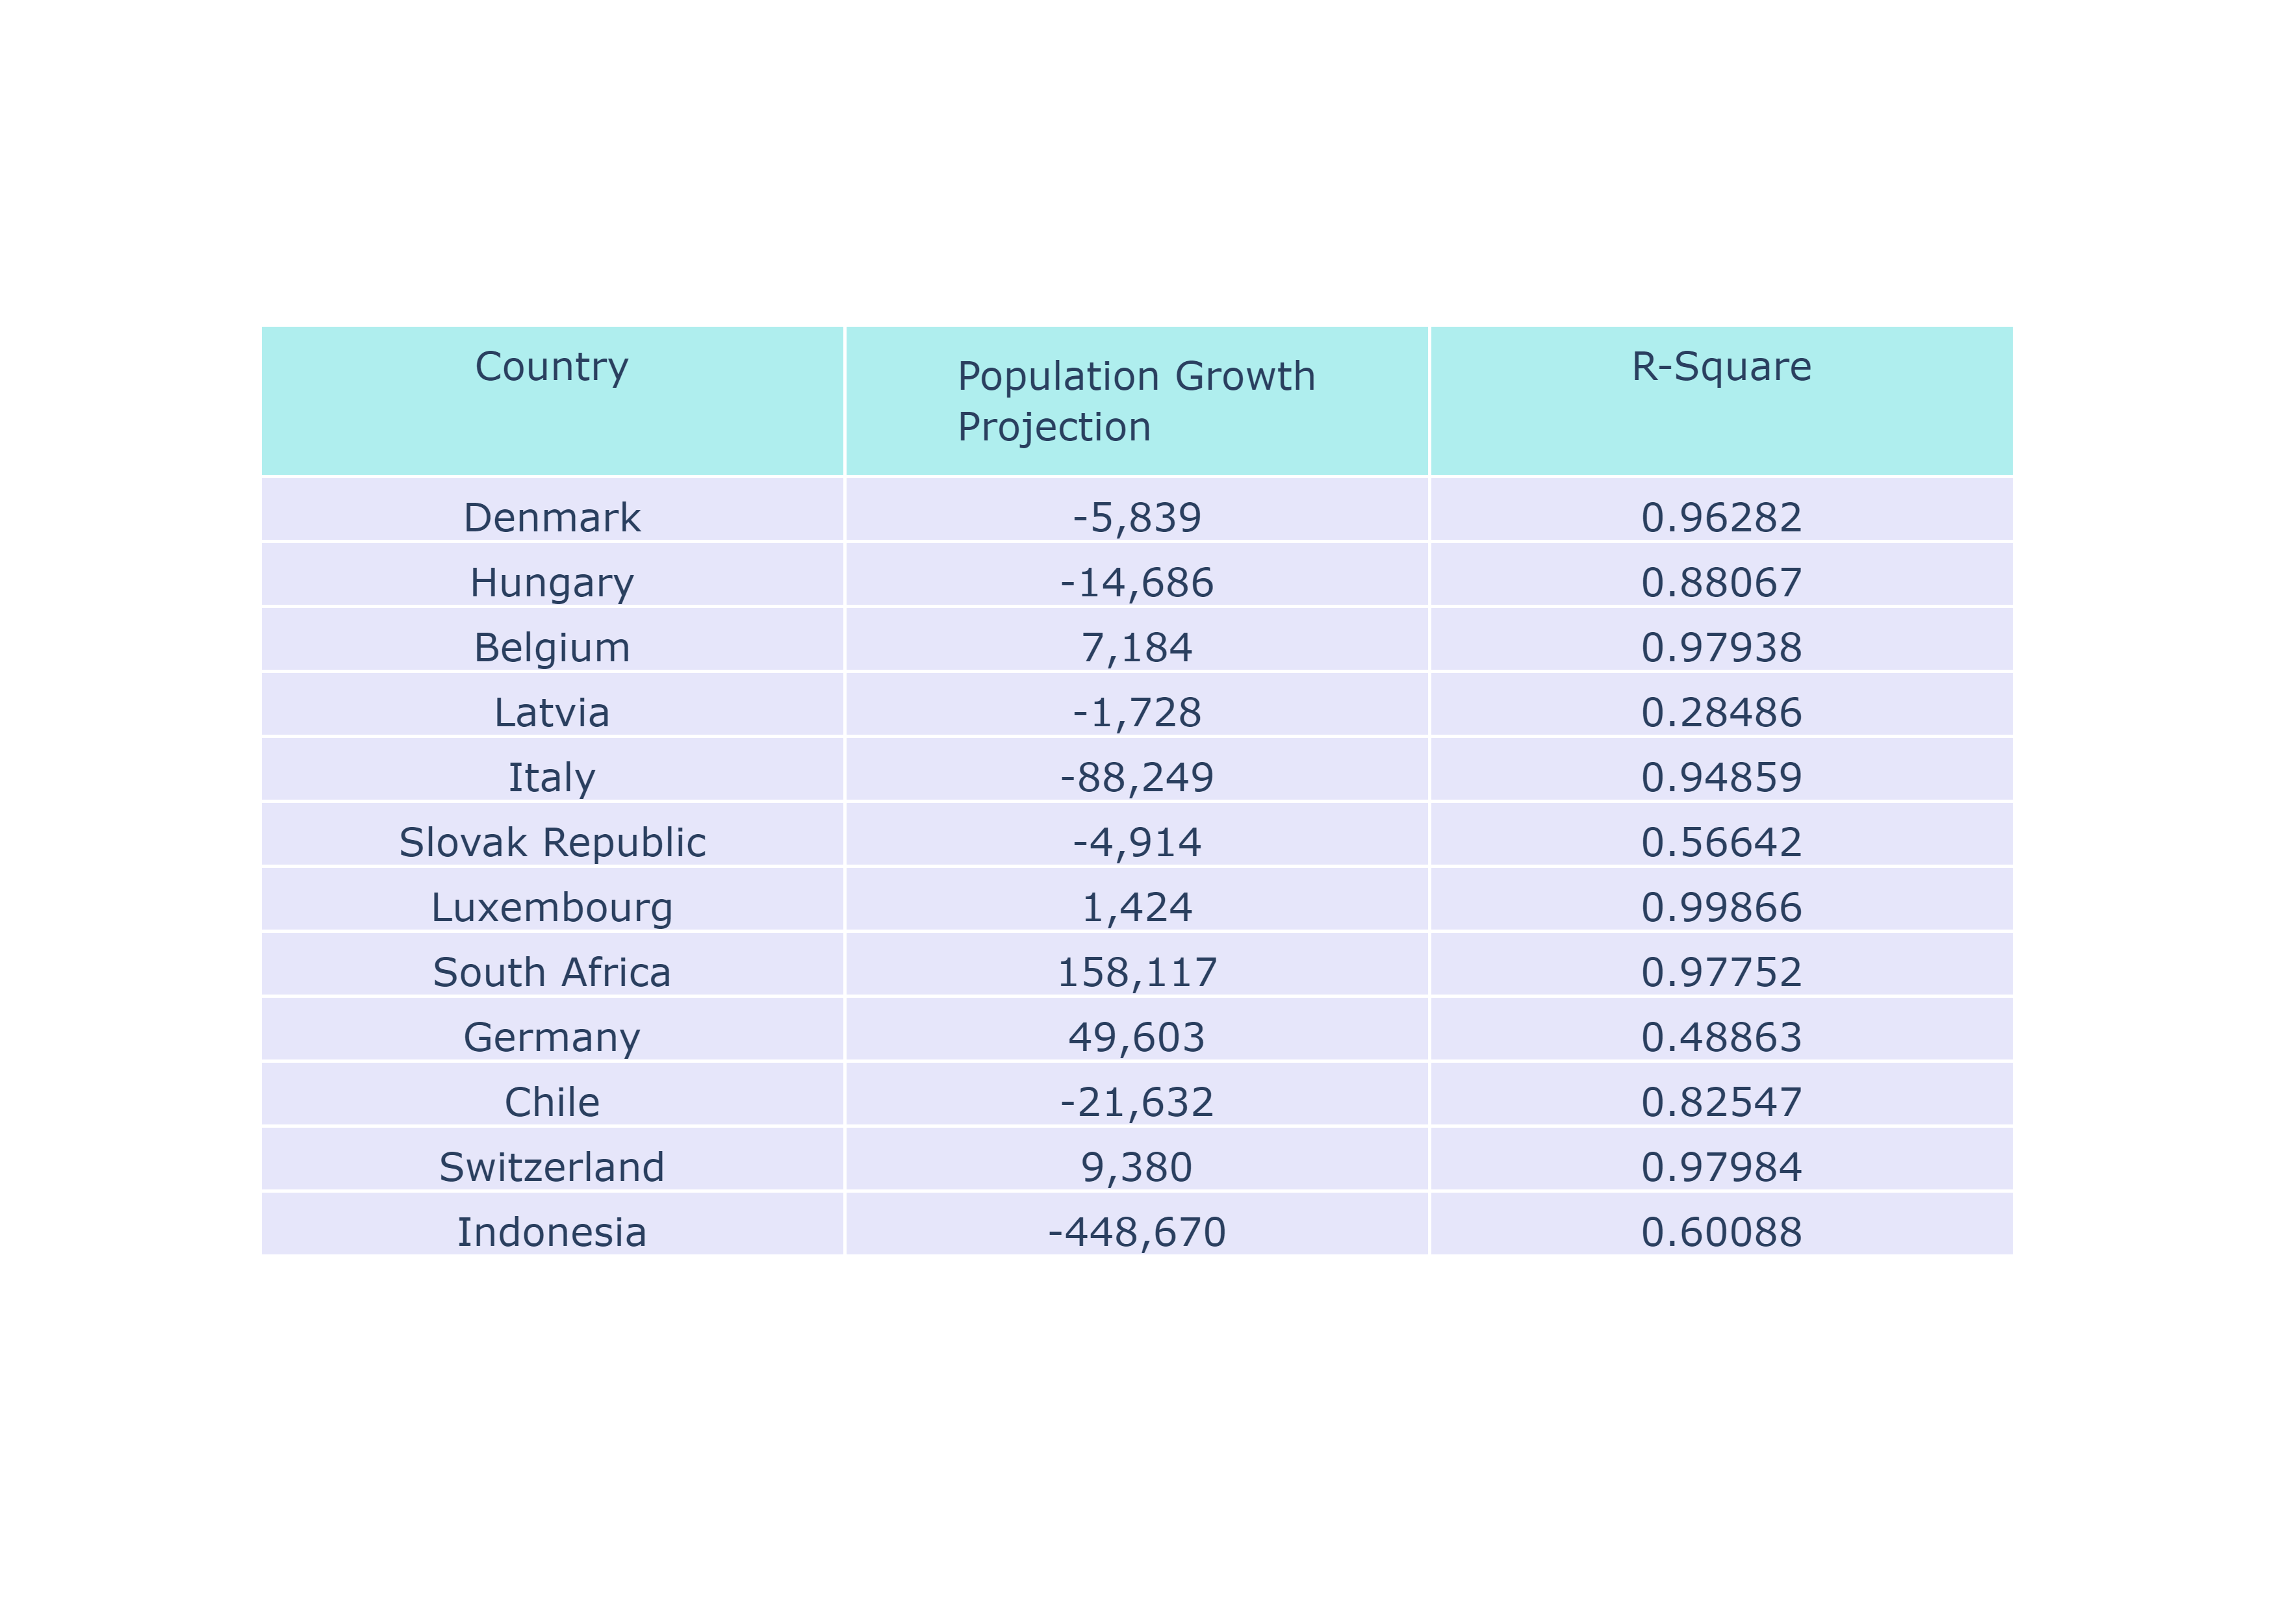 Country Population Growth Projection R-Square
Denmark -5,839 0.96282
Hungary -14,686 0.88067
Belgium 7,184 0.97938
Latvia -1,728 0.28486
Italy -88,249 0.94859
Slovak Republic -4,914 0.56642
Luxembourg 1,424 0.99866
South Africa 158,117 0.97752
Germany 49,603 0.48863
Chile -21,632 0.82547
Switzerland 9,380 0.97984
Indonesia -448,670 0.60088